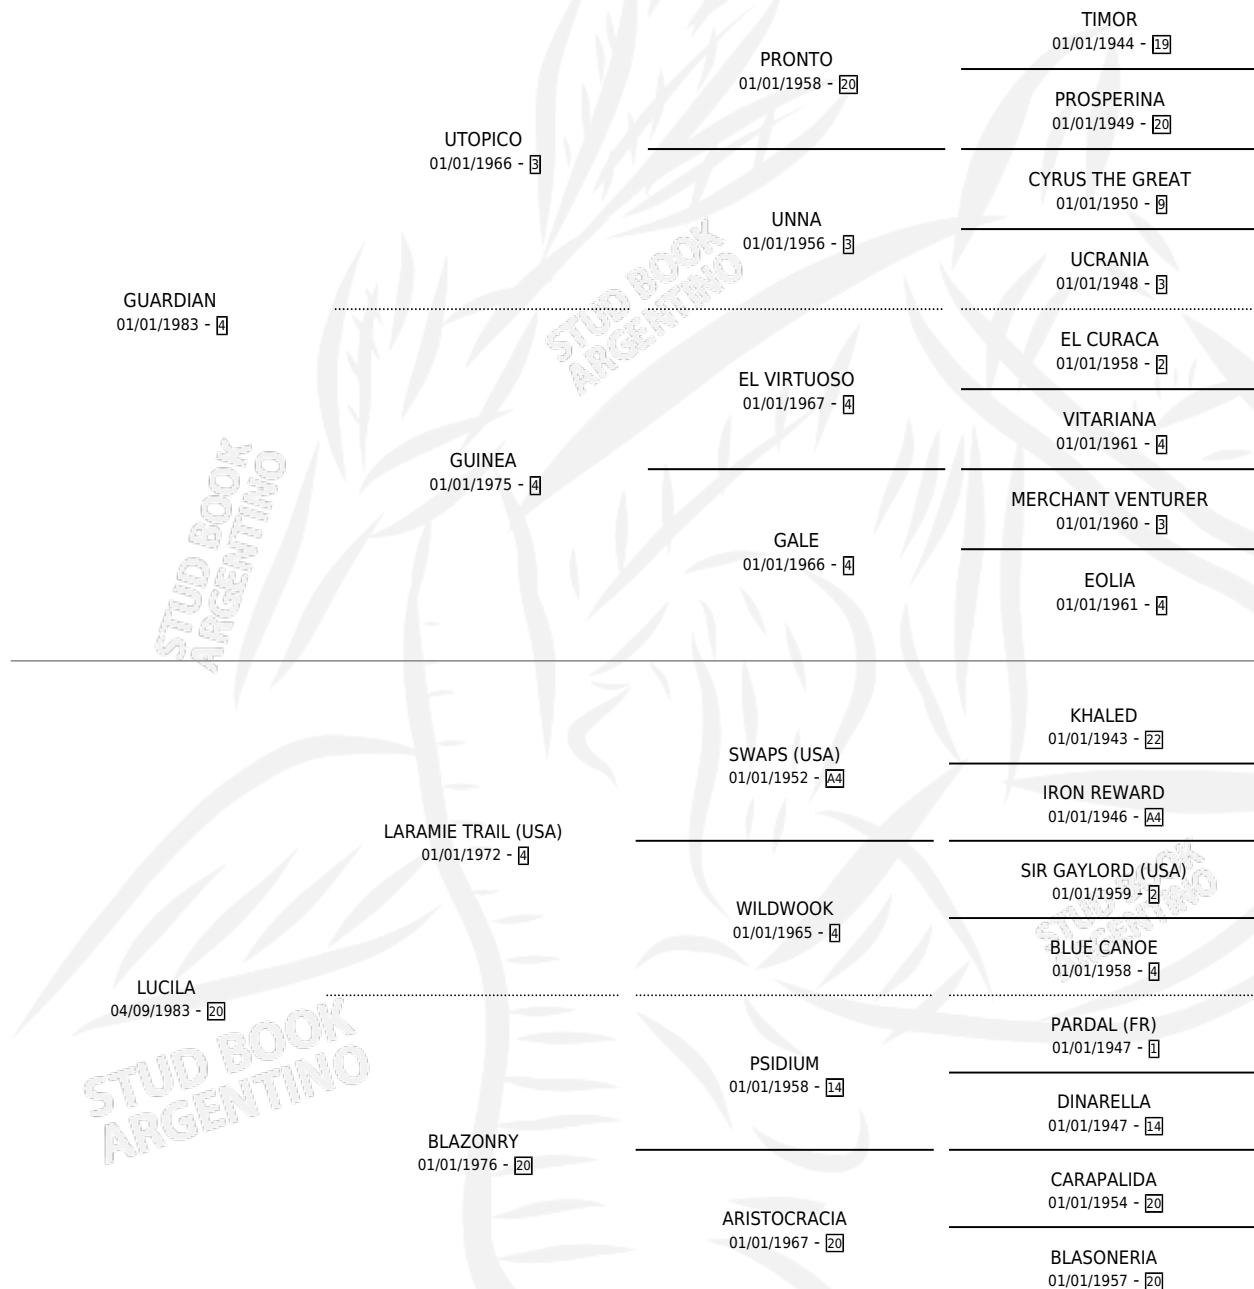 TIMOR
01/01/1944 - 19
PRONTO
01/01/1958 - 20
PROSPERINA
01/01/1949 - 20
UTOPICO
01/01/1966 - 3
CYRUS THE GREAT
01/01/1950 - 9
UNNA
01/01/1956 - 3
UCRANIA
01/01/1948 - 3
GUARDIAN
01/01/1983 - 4
EL CURACA
01/01/1958 - 2
EL VIRTUOSO
01/01/1967 - 4
VITARIANA
01/01/1961 - 4
GUINEA
01/01/1975 - 4
MERCHANT VENTURER
01/01/1960 - 3
GALE
01/01/1966 - 4
EOLIA
01/01/1961 - 4
STUD BOOK
ARGENTINO
STUD BOOK
ARGENTINO
KHALED
01/01/1943 - 22
SWAPS (USA)
01/01/1952 - A4
IRON REWARD
01/01/1946 - A4
LARAMIE TRAIL (USA)
01/01/1972 - 4
SIR GAYLORD (USA)
01/01/1959 - 2
WILDWOOK
01/01/1965 - 4
BLUE CANOE
01/01/1958 - 4
LUCILA
04/09/1983 - 20
PARDAL (FR)
01/01/1947 - 1
PSIDIUM
01/01/1958 - 14
DINARELLA
01/01/1947 - 14
BLAZONRY
01/01/1976 - 20
CARAPALIDA
01/01/1954 - 20
ARISTOCRACIA
01/01/1967 - 20
BLASONERIA
01/01/1957 - 20
STUD BOOK
ARGENTINO
STUD BOOK
ARGENTINO